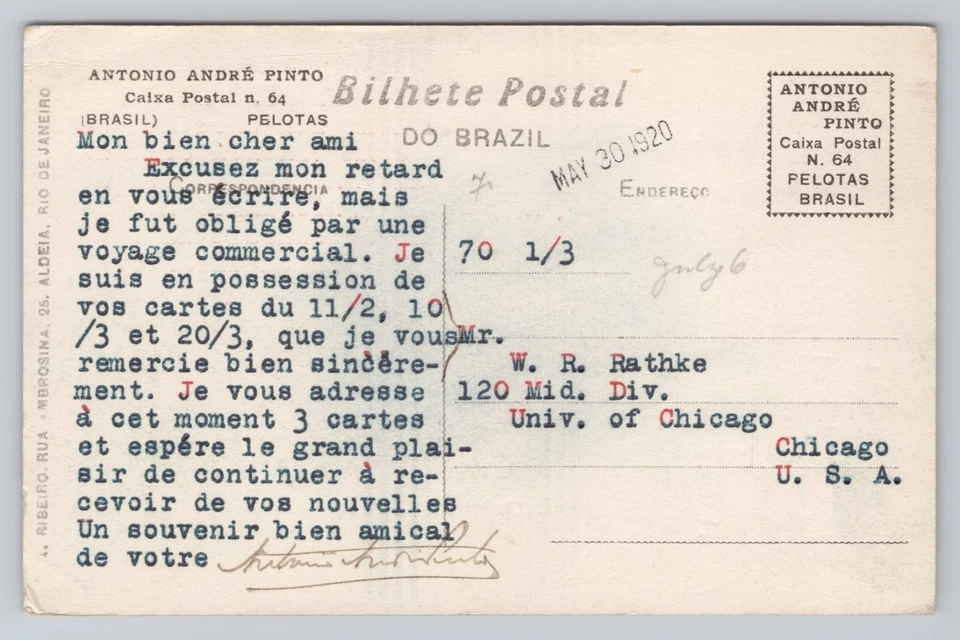 ANTONIO ANDRÉ PINTO
Caixa Postal n. 64
(BRASIL) PELOTAS
Bilhete Postal
DO BRAZIL
MAY 30 1920
ANTONIO
ANDRÉ
PINTO
Caixa Postal
N. 64
PELOTAS
BRASIL
CORRESPONDENCIA
7
ENDEREÇO
Mon bien cher ami
Excusez mon retard
en vous écrire, mais
je fut obligé par une
voyage commercial. Je
suis en possession de
vos cartes du 11/2, 10
/3 et 20/3, que je vous
remercie bien sincère-
ment. Je vous adresse
à cet moment 3 cartes
et espére le grand plai-
sir de continuer à re-
cevoir de vos nouvelles
Un souvenir bien amical
de votre Antonio André Pinto
70 1/3
July 6
Mr.
W. R. Rathke
120 Mid. Div.
Univ. of Chicago
Chicago
U. S. A.
RIBEIRO. RUA AMBROSINA, 25. ALDEIA, RIO DE JANEIRO